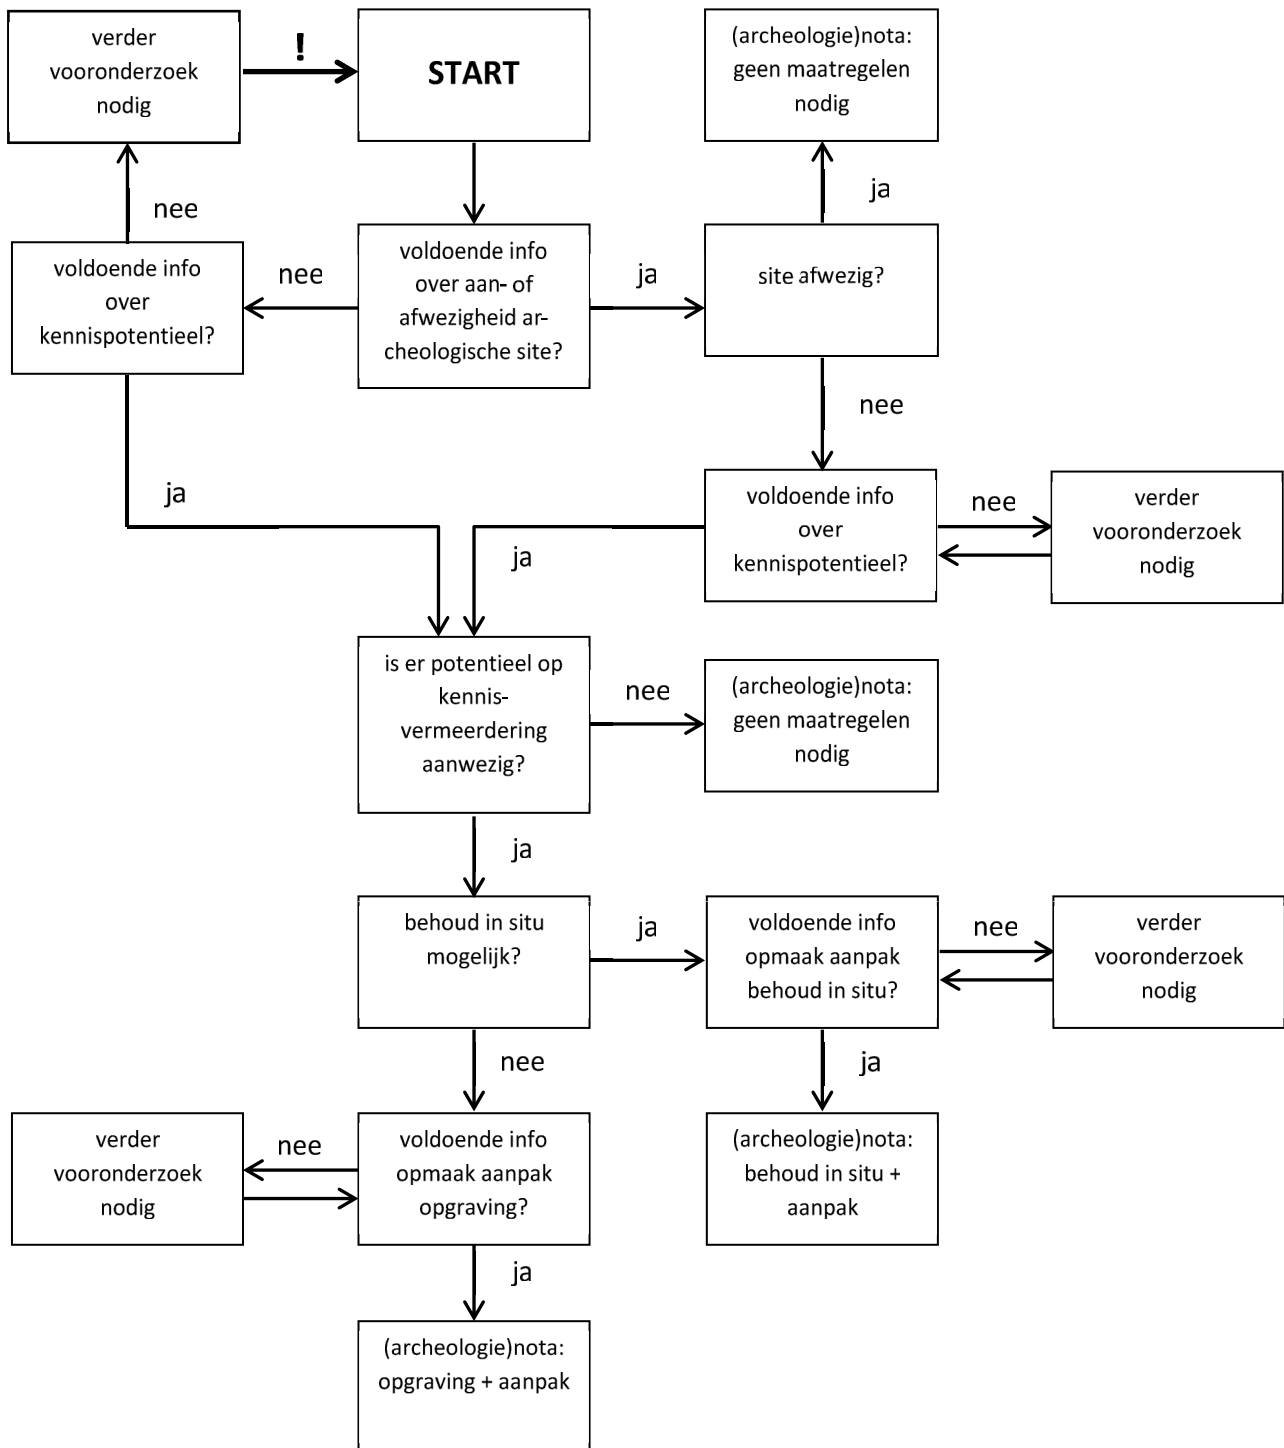 verder
vooronderzoek
nodig
!
START
(archeologie)nota:
geen maatregelen
nodig
nee
ja
voldoende info
over
kennispotentieel?
nee
voldoende info
over aan- of
afwezigheid ar-
cheologische site?
ja
site afwezig?
nee
ja
voldoende info
over
kennispotentieel?
nee
verder
vooronderzoek
nodig
ja
is er potentieel op
kennis-
vermeerdering
aanwezig?
nee
(archeologie)nota:
geen maatregelen
nodig
ja
behoud in situ
mogelijk?
ja
voldoende info
opmaak aanpak
behoud in situ?
nee
verder
vooronderzoek
nodig
nee
ja
verder
vooronderzoek
nodig
nee
voldoende info
opmaak aanpak
opgraving?
(archeologie)nota:
behoud in situ +
aanpak
ja
(archeologie)nota:
opgraving + aanpak